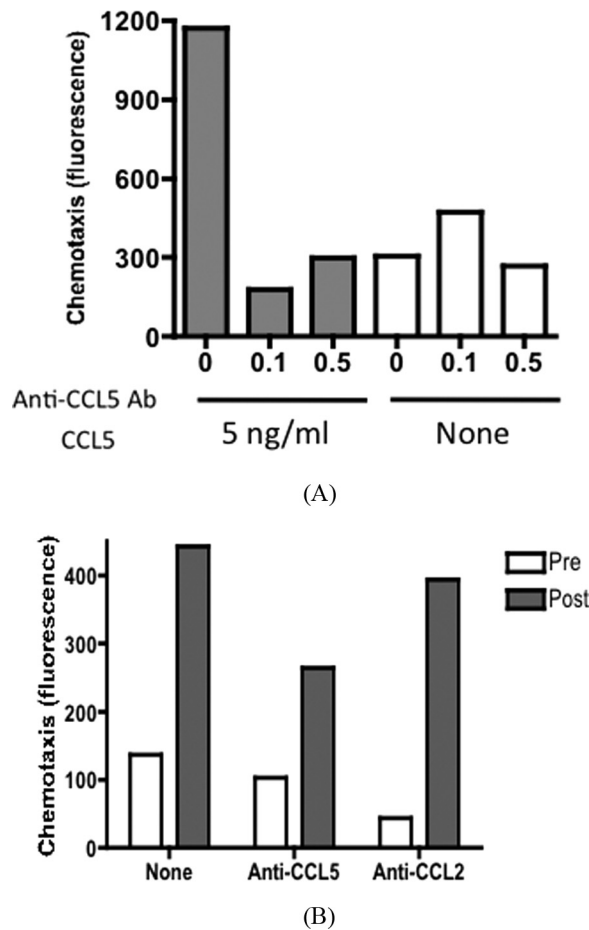 Chemotaxis (fluorescence)
1200
900
600
300
0
0 0.1 0.5 0 0.1 0.5
Anti-CCL5 Ab
CCL5 5 ng/ml None
(A)
Chemotaxis (fluorescence)
400
300
200
100
0
None Anti-CCL5 Anti-CCL2
Pre
Post
(B)